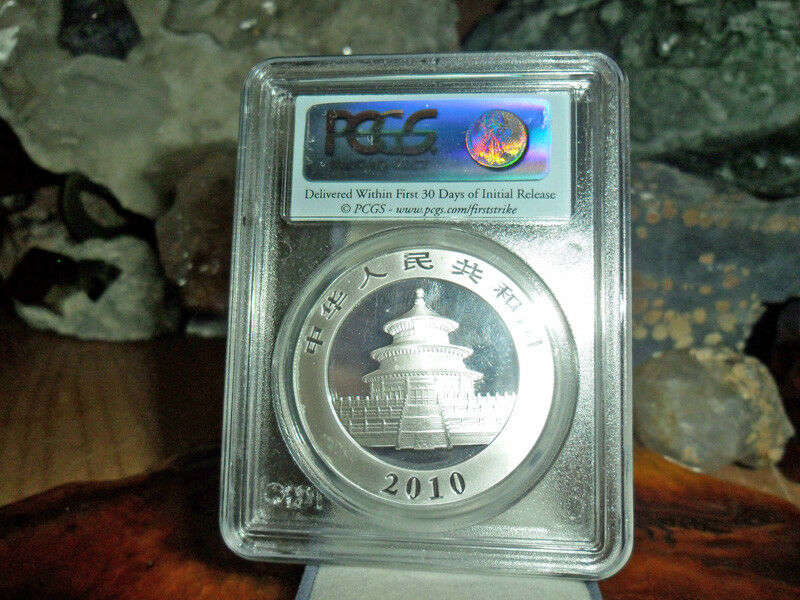 PCGS
Delivered Within First 30 Days of Initial Release
© PCGS - www.pcgs.com/firststrike
中华人民共和国
2010